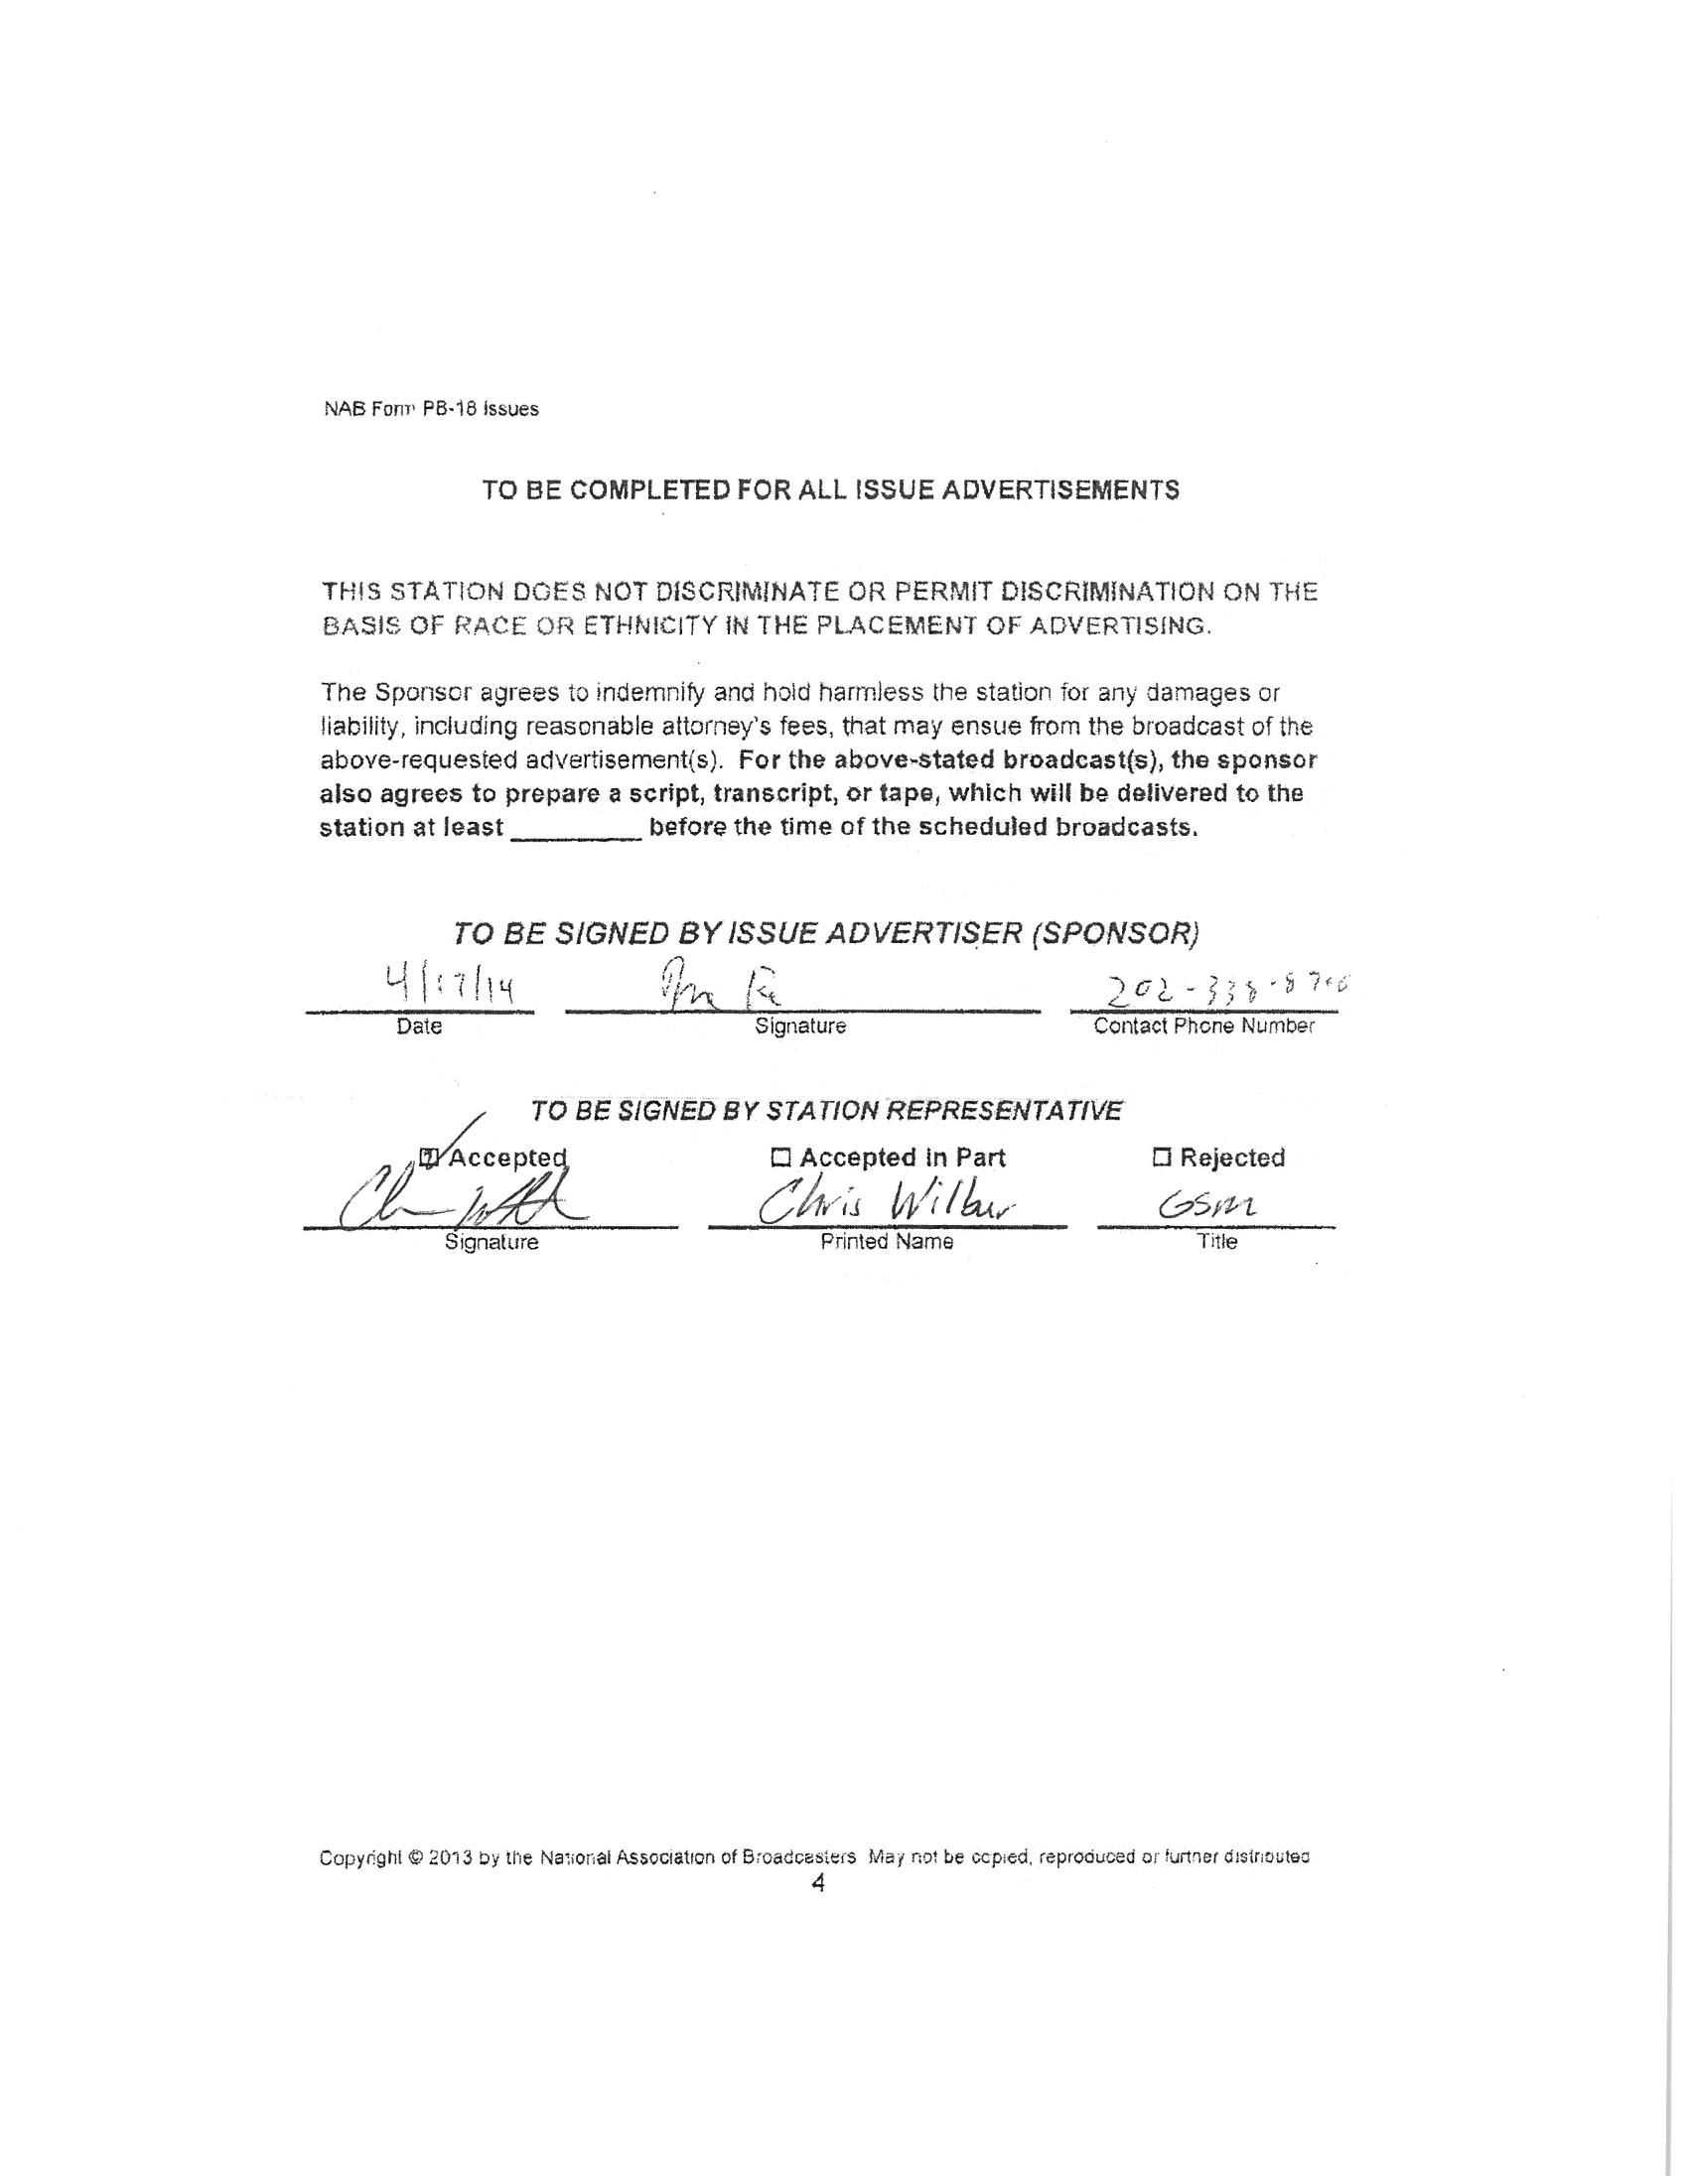 NAB Form PB-18 Issues
TO BE COMPLETED FOR ALL ISSUE ADVERTISEMENTS
THIS STATION DOES NOT DISCRIMINATE OR PERMIT DISCRIMINATION ON THE
BASIS OF RACE OR ETHNICITY IN THE PLACEMENT OF ADVERTISING.
The Sponsor agrees to indemnify and hold harmless the station for any damages or
liability, including reasonable attorney's fees, that may ensue from the broadcast of the
above-requested advertisement(s). For the above-stated broadcast(s), the sponsor
also agrees to prepare a script, transcript, or tape, which will be delivered to the
station at least _________ before the time of the scheduled broadcasts.
TO BE SIGNED BY ISSUE ADVERTISER (SPONSOR)
4/17/14
Date Signature Contact Phone Number
TO BE SIGNED BY STATION REPRESENTATIVE
☑ Accepted ☐ Accepted in Part ☐ Rejected
Chris Wilbur GSM
Signature Printed Name Title
Copyright © 2013 by the National Association of Broadcasters May not be copied, reproduced or further distributed
4